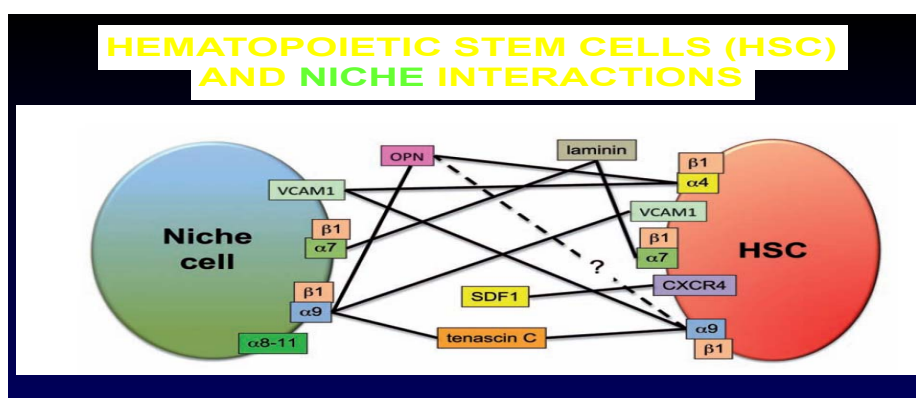 HEMATOPOIETIC STEM CELLS (HSC)
AND NICHE INTERACTIONS
OPN
laminin
β1
α4
VCAM1
VCAM1
β1
α7
Niche
cell
β1
α7
HSC
?
CXCR4
SDF1
β1
α9
tenascin C
α9
β1
α8-11